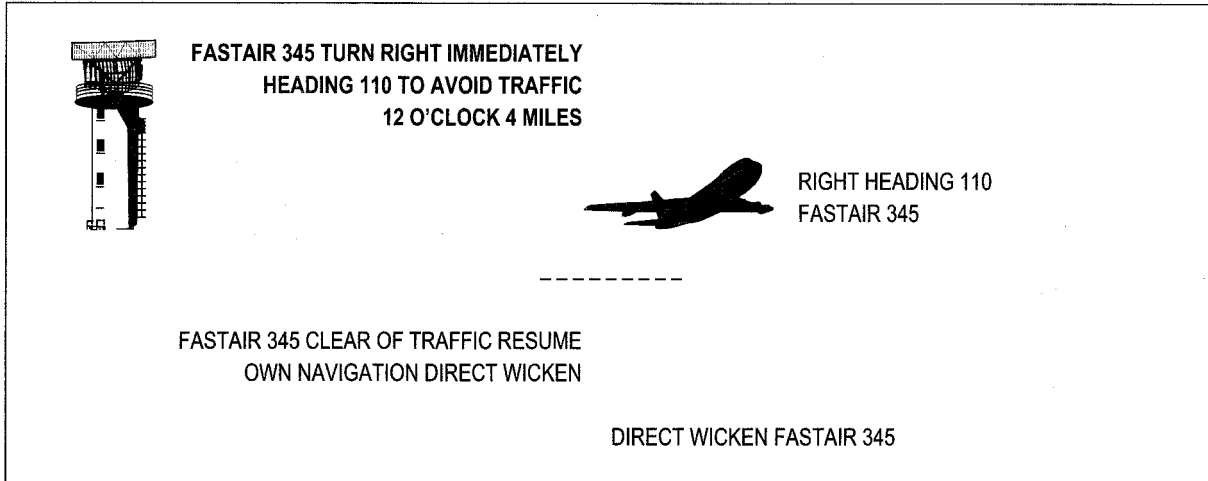 FASTAIR 345 TURN RIGHT IMMEDIATELY
HEADING 110 TO AVOID TRAFFIC
12 O'CLOCK 4 MILES
RIGHT HEADING 110
FASTAIR 345
FASTAIR 345 CLEAR OF TRAFFIC RESUME
OWN NAVIGATION DIRECT WICKEN
DIRECT WICKEN FASTAIR 345